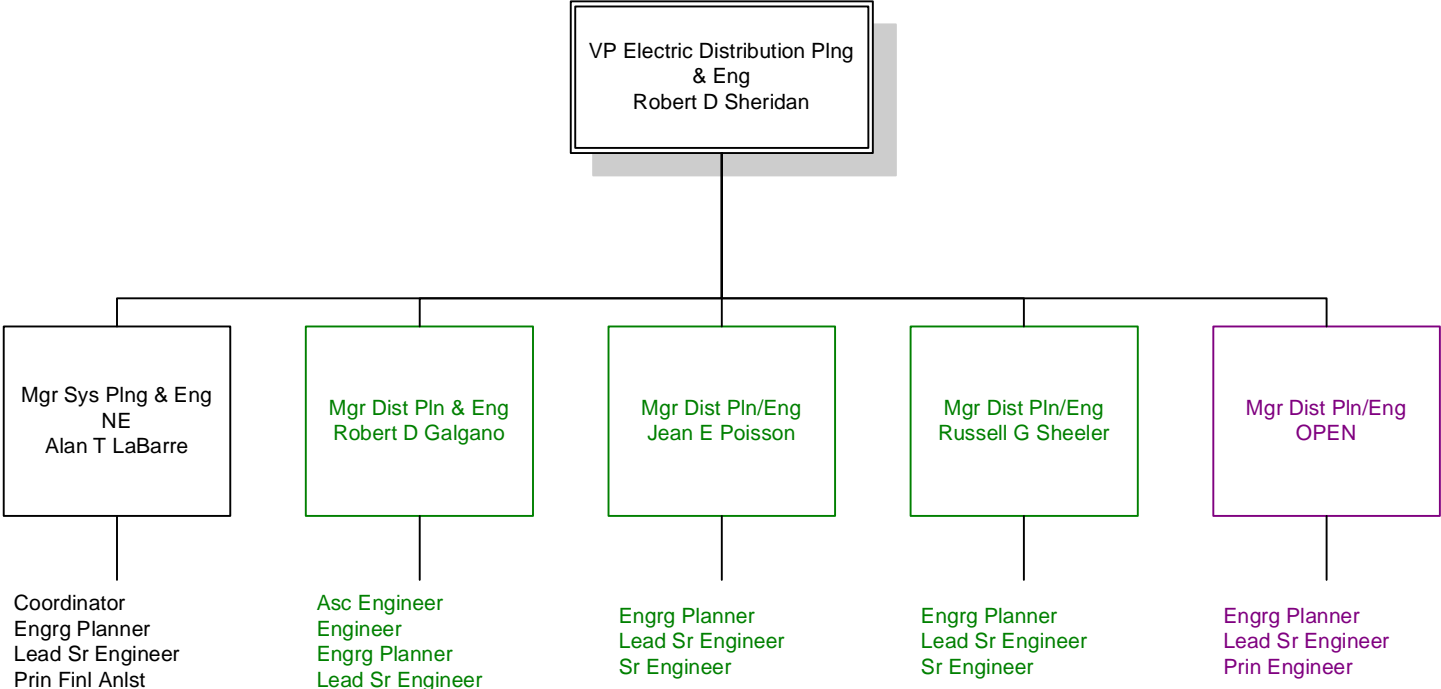 VP Electric Distribution Plng
& Eng
Robert D Sheridan
Mgr Sys Plng & Eng
NE
Alan T LaBarre
Mgr Dist Pln & Eng
Robert D Galgano
Mgr Dist Pln/Eng
Jean E Poisson
Mgr Dist Pln/Eng
Russell G Sheeler
Mgr Dist Pln/Eng
OPEN
Coordinator
Engrg Planner
Lead Sr Engineer
Prin Finl Anlst
Asc Engineer
Engineer
Engrg Planner
Lead Sr Engineer
Engrg Planner
Lead Sr Engineer
Sr Engineer
Engrg Planner
Lead Sr Engineer
Sr Engineer
Engrg Planner
Lead Sr Engineer
Prin Engineer